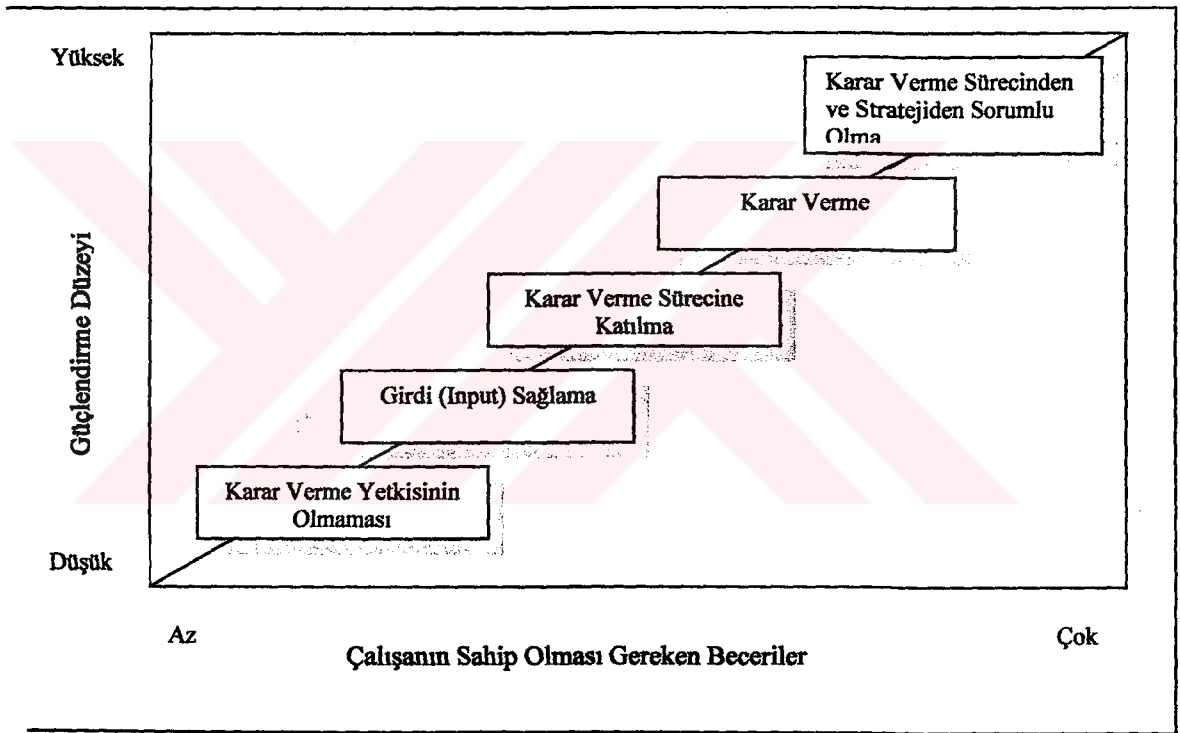 Yüksek
Karar Verme Sürecinden
ve Stratejiden Sorumlu
Olma
Karar Verme
Güçlendirme Düzeyi
Karar Verme Sürecine
Katılma
Girdi (Input) Sağlama
Karar Verme Yetkisinin
Olmaması
Düşük
Az
Çok
Çalışanın Sahip Olması Gereken Beceriler